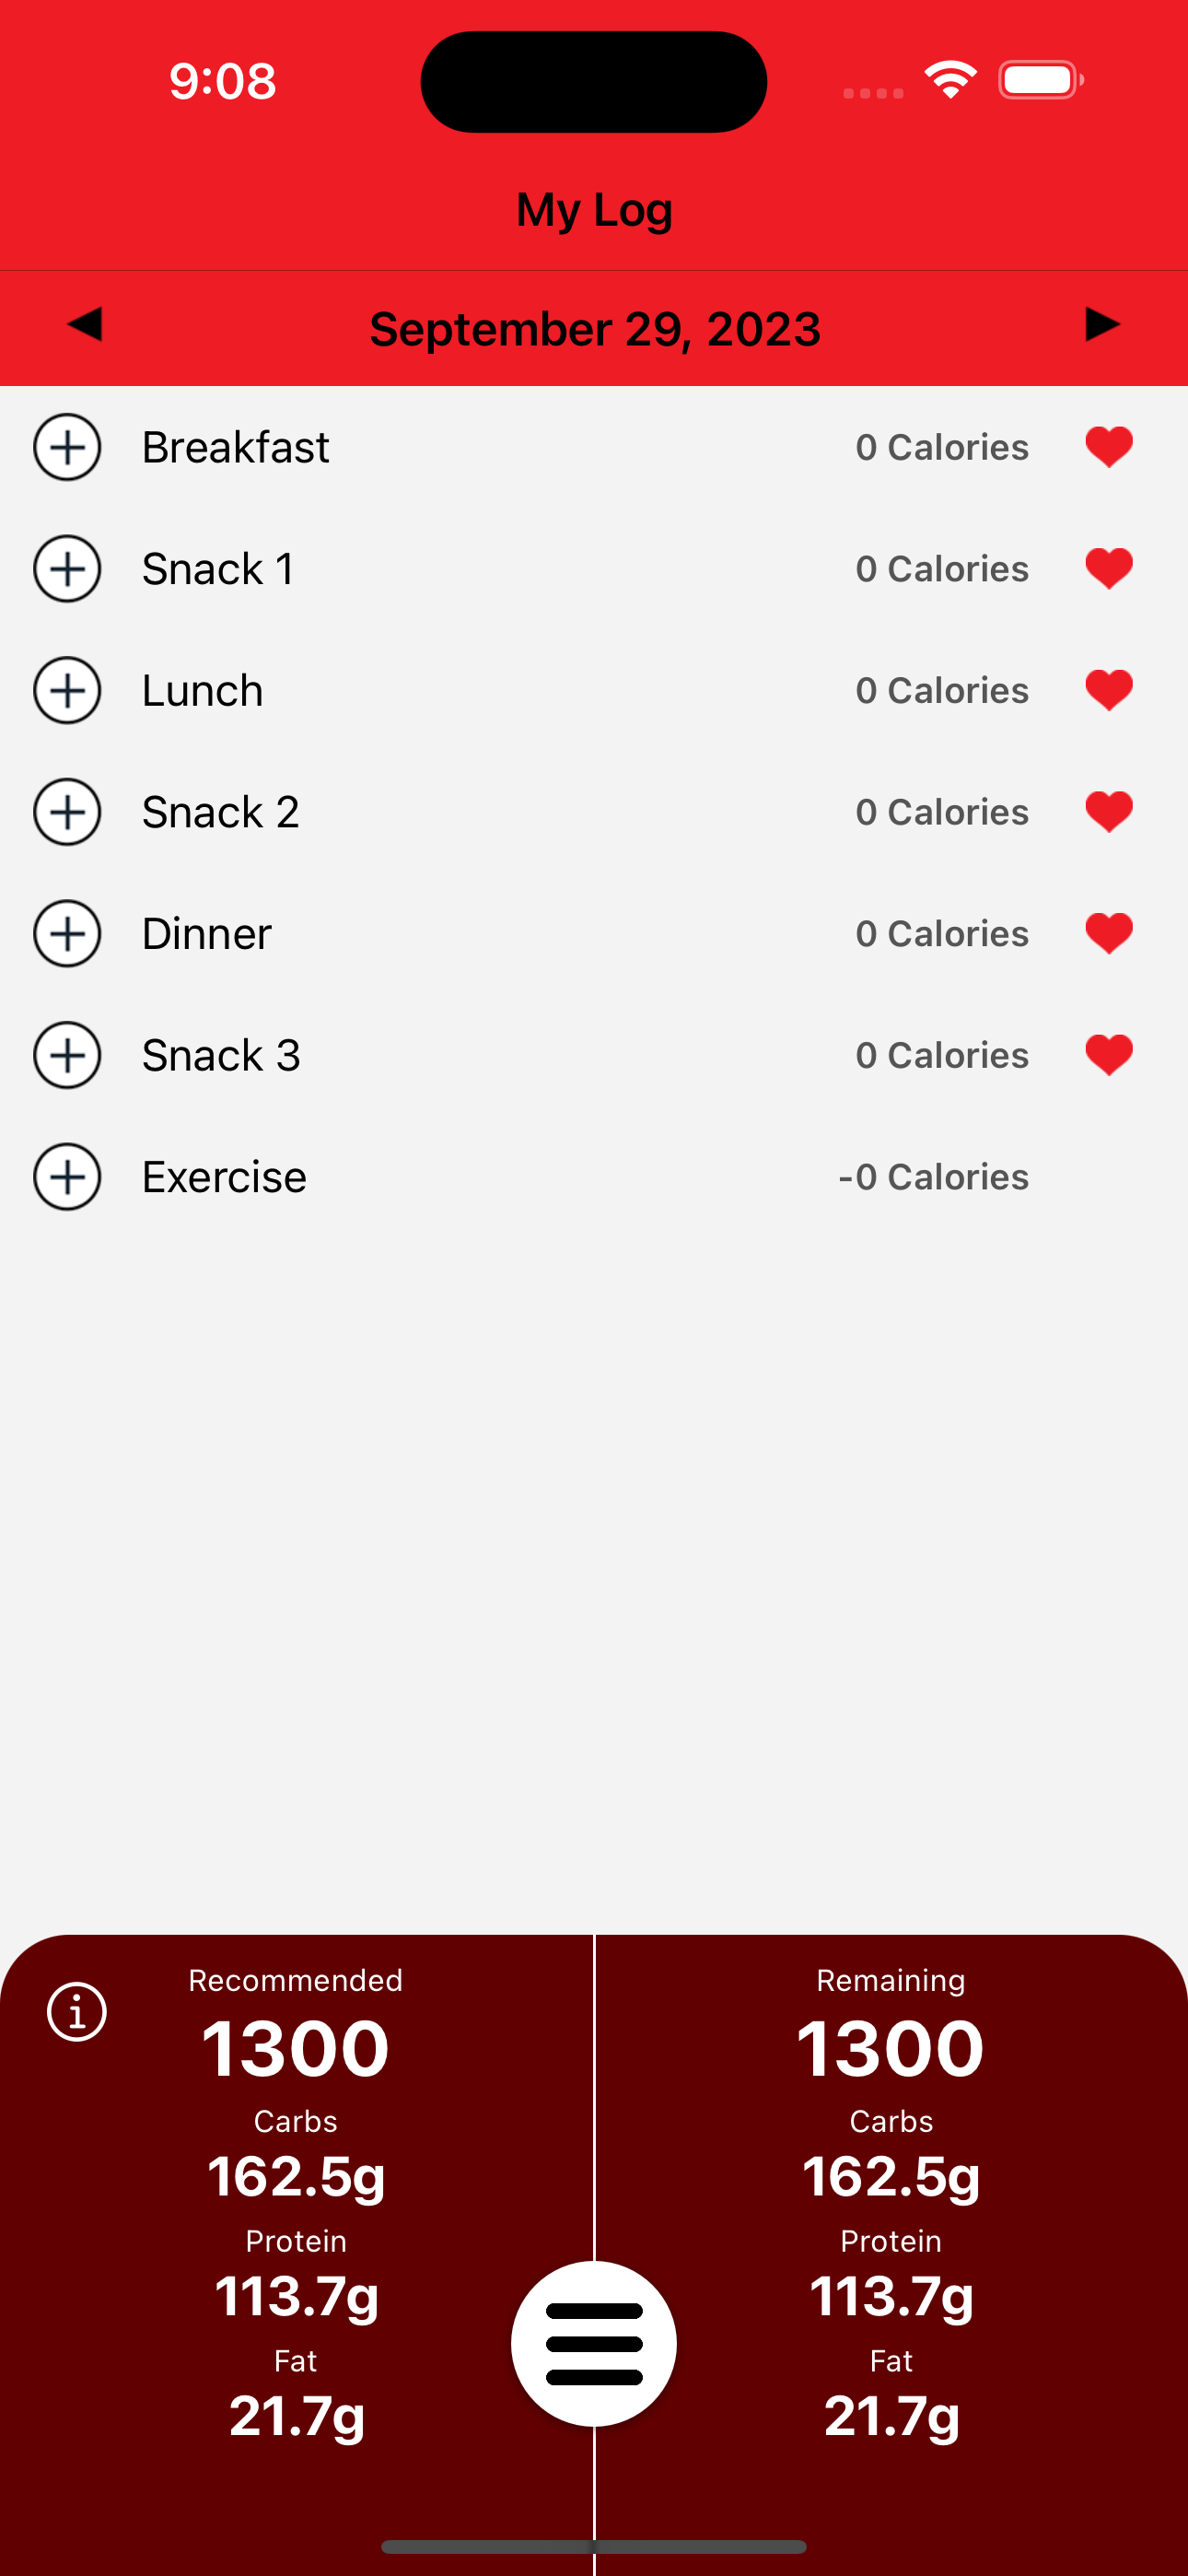 9:08
My Log
September 29, 2023
Breakfast 0 Calories
Snack 1 0 Calories
Lunch 0 Calories
Snack 2 0 Calories
Dinner 0 Calories
Snack 3 0 Calories
Exercise -0 Calories
Recommended
1300
Carbs
162.5g
Protein
113.7g
Fat
21.7g
Remaining
1300
Carbs
162.5g
Protein
113.7g
Fat
21.7g